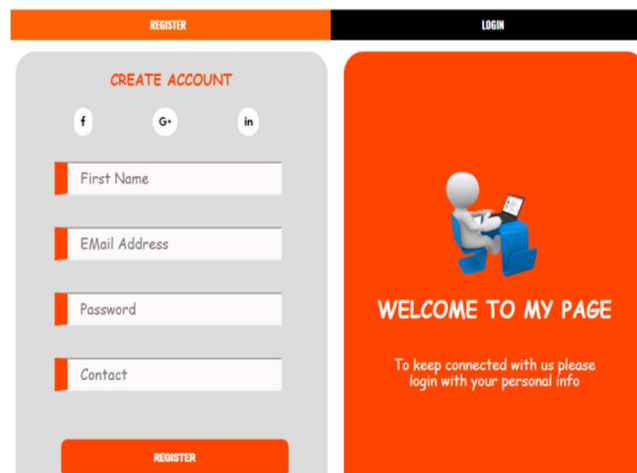 REGISTER
LOGIN
CREATE ACCOUNT
f
G+
in
First Name
EMail Address
Password
Contact
REGISTER
WELCOME TO MY PAGE
To keep connected with us please
login with your personal info